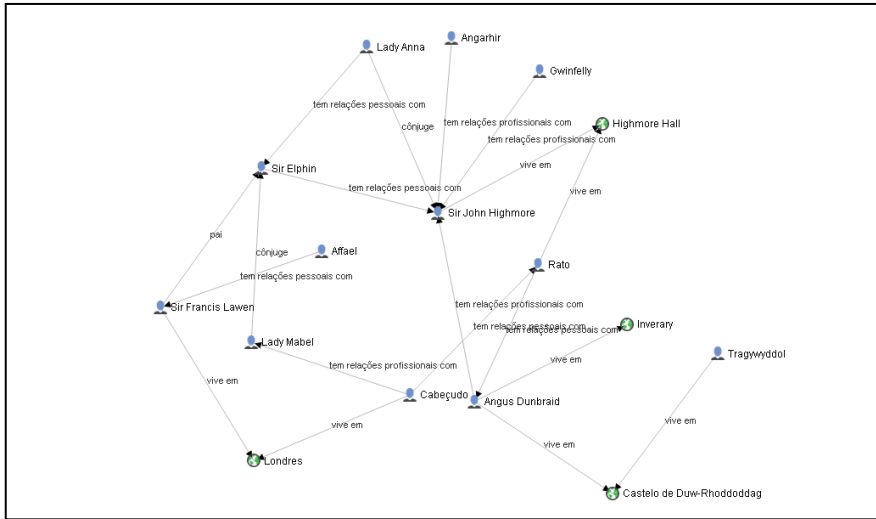 Angarhir
Lady Anna
Gwinfelly
tem relações pessoais com
Highmore Hall
cônjuge
tem relações profissionais com
tem relações profissionais com
vive em
Sir Elphin
tem relações pessoais com
vive em
Sir John Highmore
pai
cônjuge
Affael
Rato
tem relações pessoais com
Sir Francis Lawen
tem relações profissionais com
Inverary
tem relações pessoais com
tem relações pessoais com
Lady Mabel
Tragywyddol
vive em
tem relações profissionais com
vive em
Cabeçudo
Angus Dunbraid
vive em
vive em
vive em
Londres
Castelo de Duw-Rhoddoddag